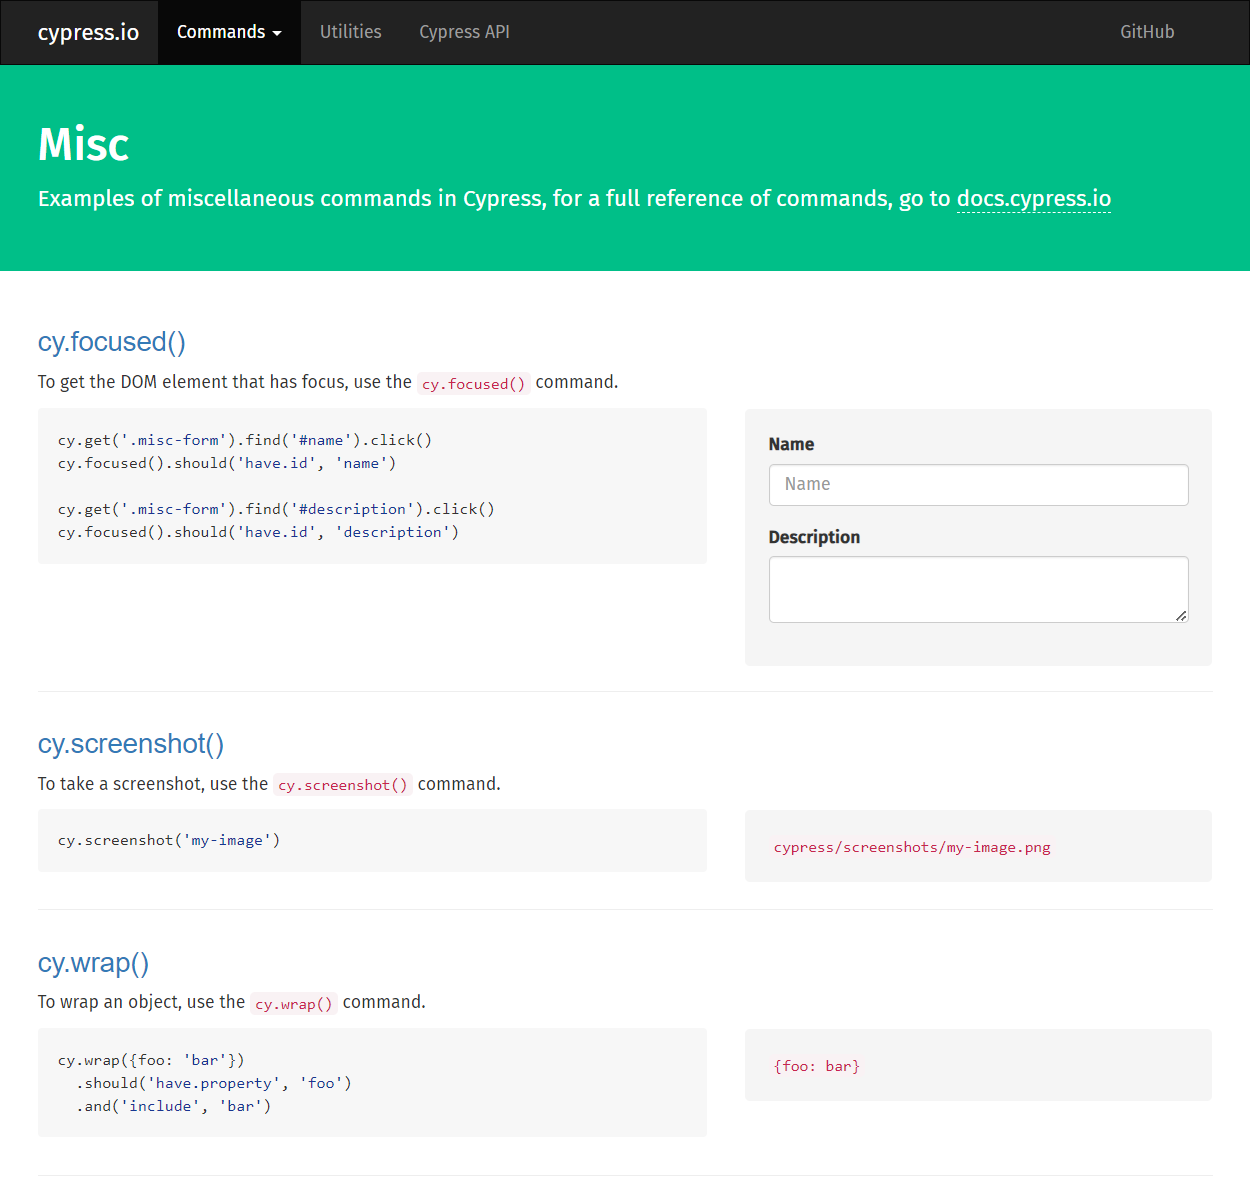 cypress.io Commands Utilities Cypress API GitHub
Misc
Examples of miscellaneous commands in Cypress, for a full reference of commands, go to docs.cypress.io
cy.focused()
To get the DOM element that has focus, use the cy.focused() command.
cy.get('.misc-form').find('#name').click()
cy.focused().should('have.id', 'name')
cy.get('.misc-form').find('#description').click()
cy.focused().should('have.id', 'description')
Name
Name
Description
cy.screenshot()
To take a screenshot, use the cy.screenshot() command.
cy.screenshot('my-image')
cypress/screenshots/my-image.png
cy.wrap()
To wrap an object, use the cy.wrap() command.
cy.wrap({foo: 'bar'})
.should('have.property', 'foo')
.and('include', 'bar')
{foo: bar}